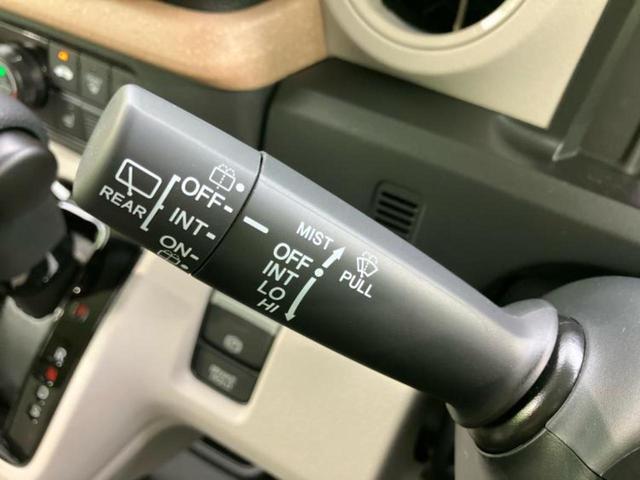 REAR
OFF-
INT-
ON-
MIST
OFF
INT
LO
HI
PULL